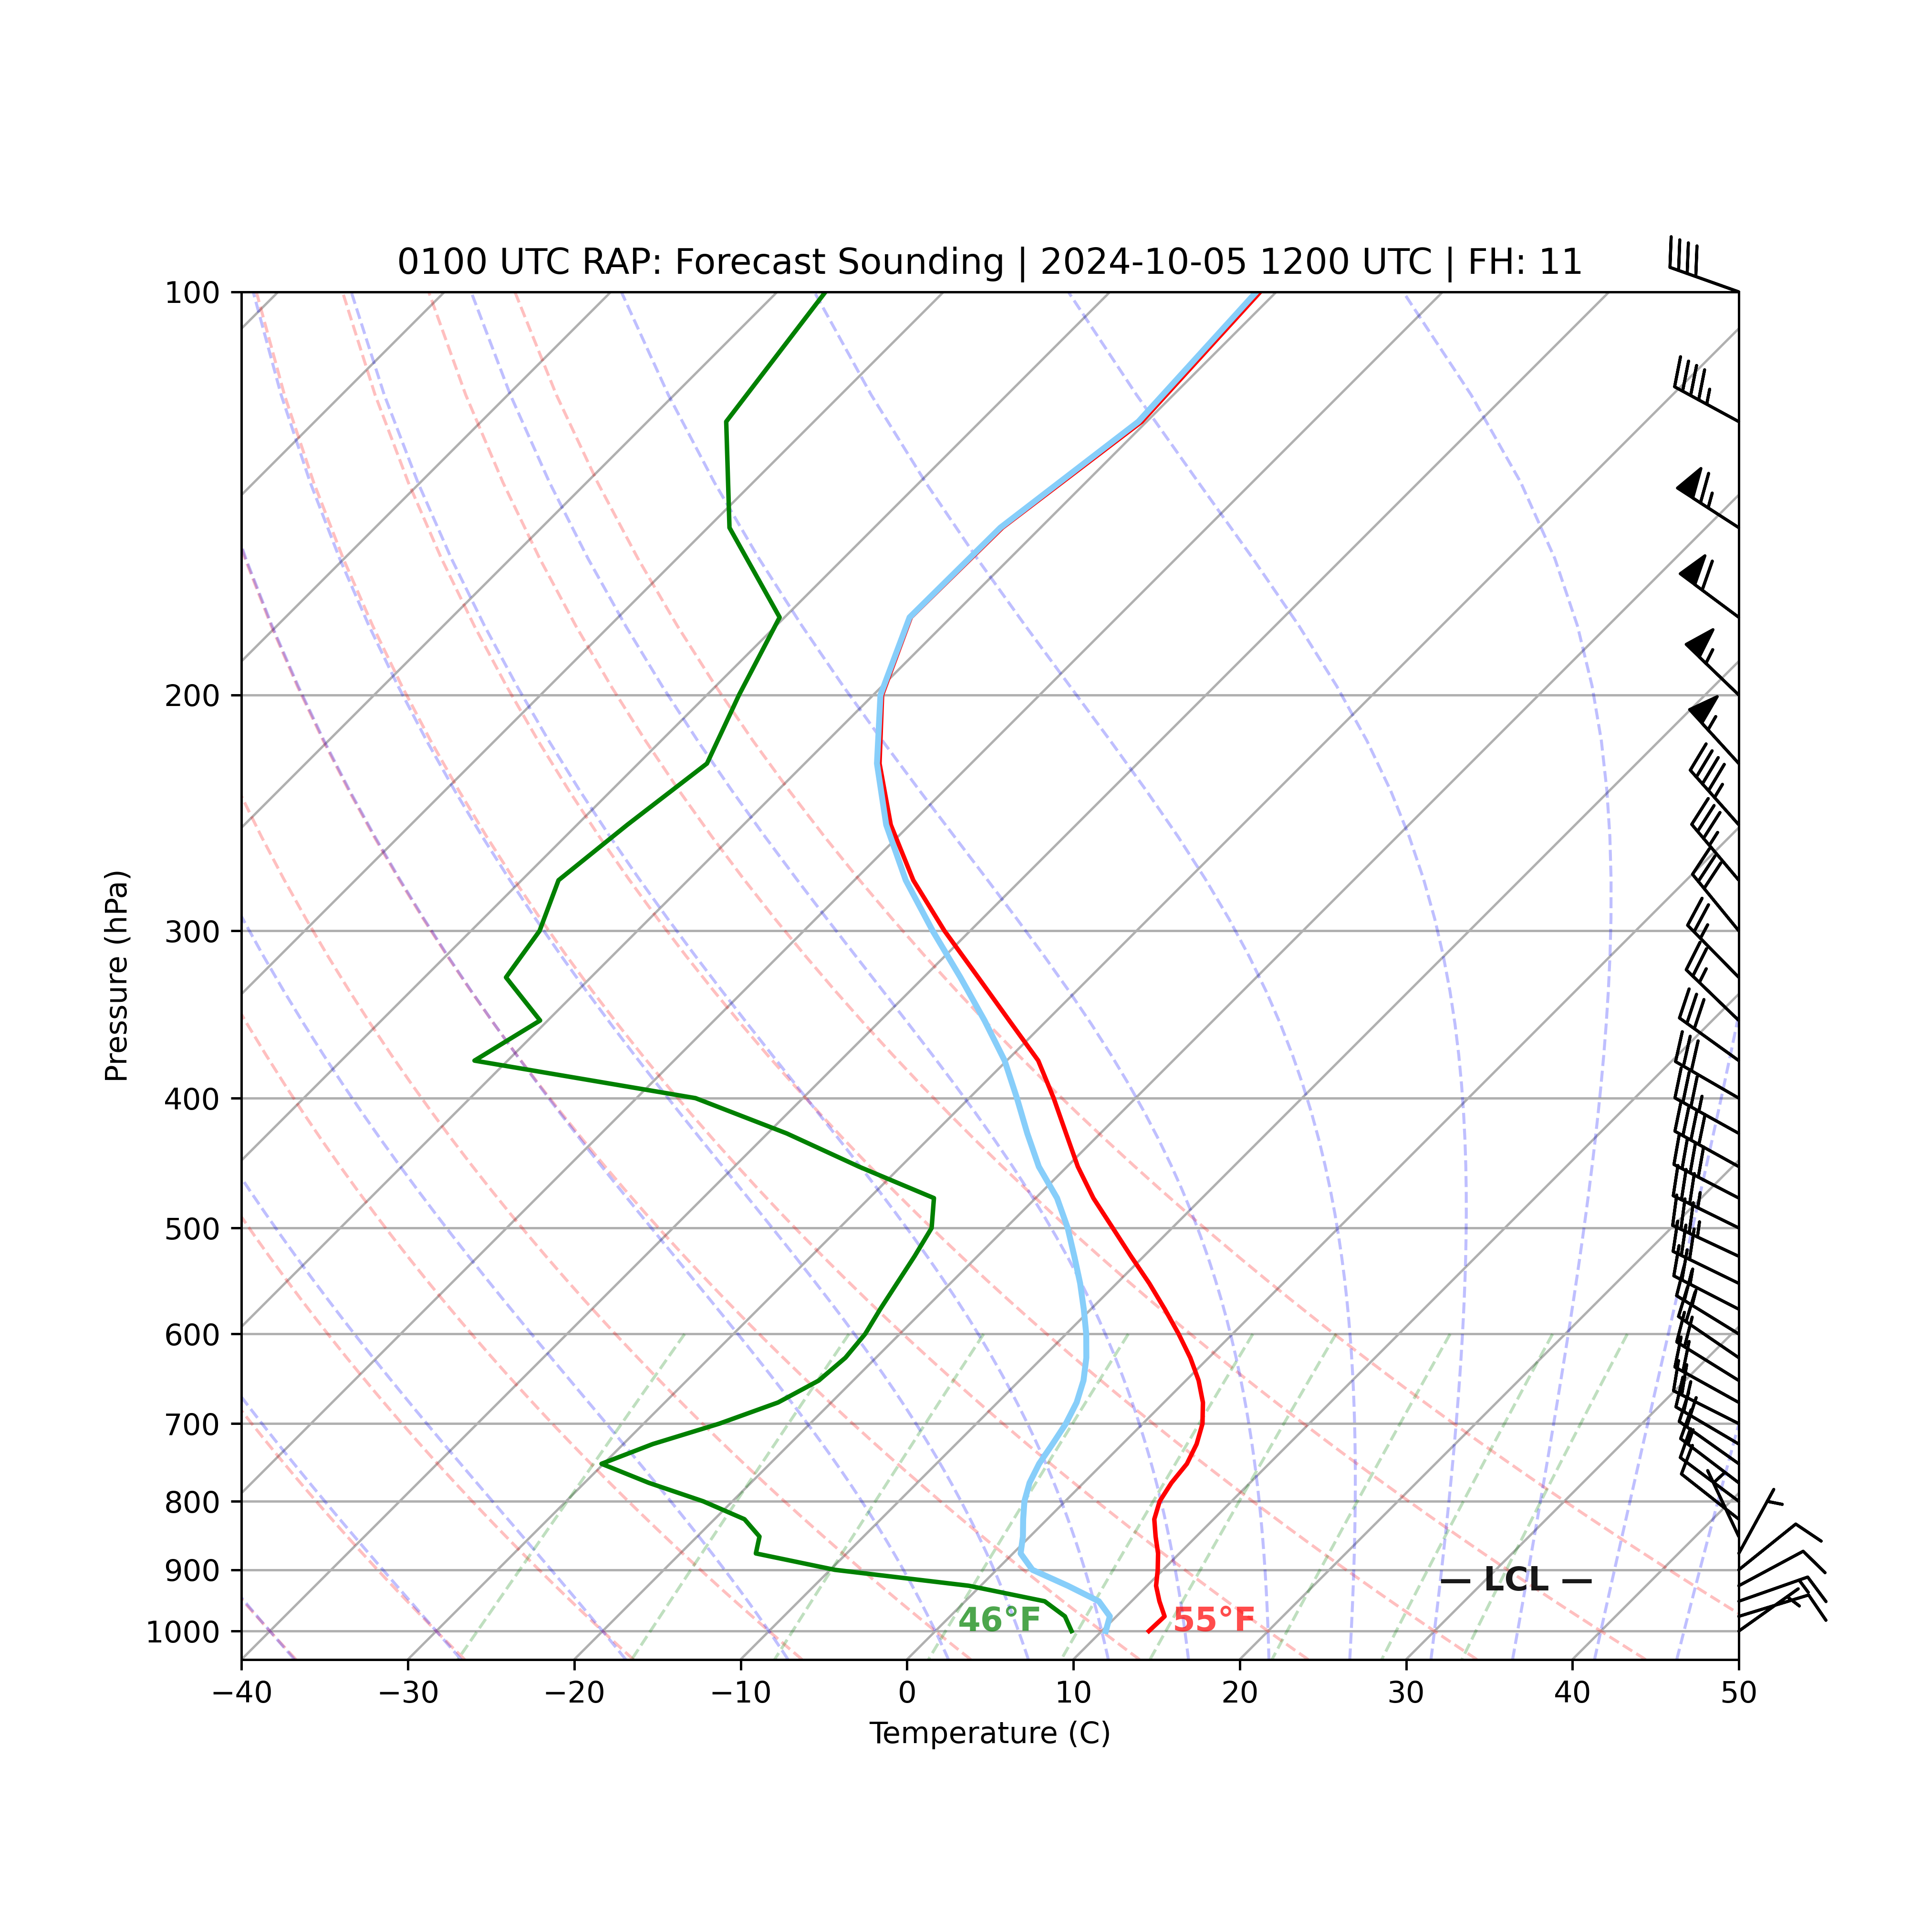 0100 UTC RAP: Forecast Sounding | 2024-10-05 1200 UTC | FH: 11
100
200
300
400
500
600
700
800
900
1000
Pressure (hPa)
— LCL —
46°F
55°F
−40 −30 −20 −10 0 10 20 30 40 50
Temperature (C)